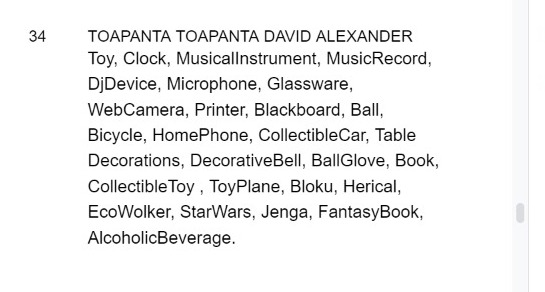 34 TOAPANTA TOAPANTA DAVID ALEXANDER
Toy, Clock, MusicalInstrument, MusicRecord,
DjDevice, Microphone, Glassware,
WebCamera, Printer, Blackboard, Ball,
Bicycle, HomePhone, CollectibleCar, Table
Decorations, DecorativeBell, BallGlove, Book,
CollectibleToy , ToyPlane, Bloku, Herical,
EcoWolker, StarWars, Jenga, FantasyBook,
AlcoholicBeverage.